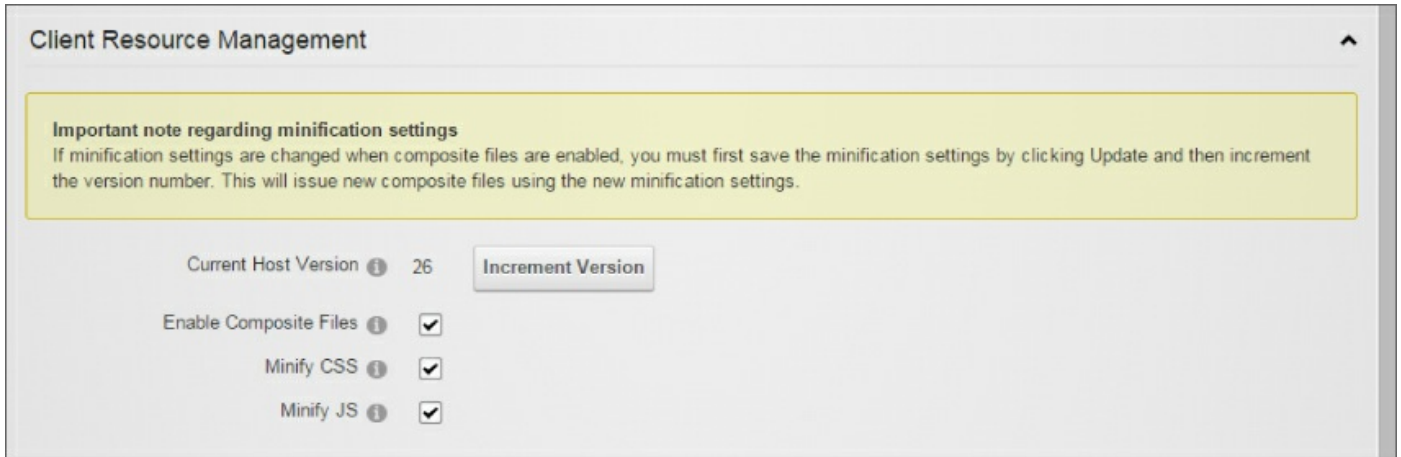 Client Resource Management
Important note regarding minification settings
If minification settings are changed when composite files are enabled, you must first save the minification settings by clicking Update and then increment
the version number. This will issue new composite files using the new minification settings.
Current Host Version 26 Increment Version
Enable Composite Files
Minify CSS
Minify JS